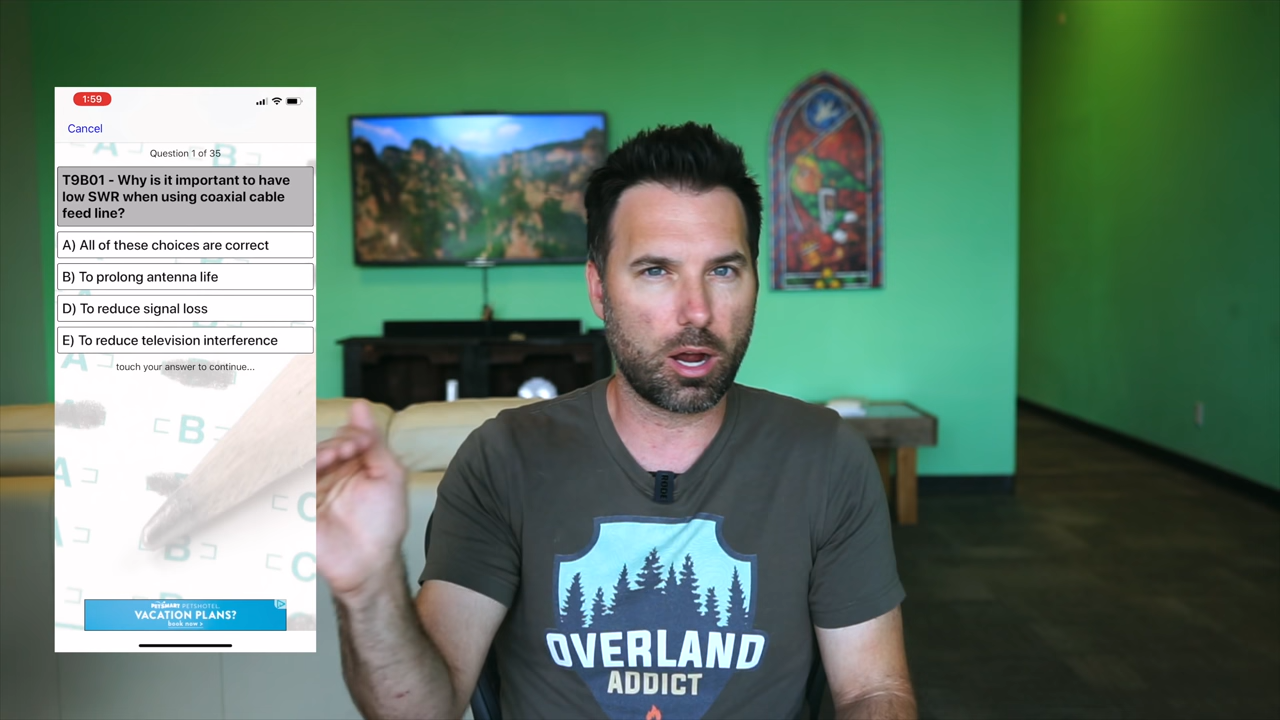 1:59
Cancel
Question 1 of 35
T9B01 - Why is it important to have
low SWR when using coaxial cable
feed line?
A) All of these choices are correct
B) To prolong antenna life
D) To reduce signal loss
E) To reduce television interference
touch your answer to continue...
A
B
A
B
A
C
A
B
C
PETSMART PETSHOTEL.
VACATION PLANS?
book now >
RODE
OVERLAND
ADDICT